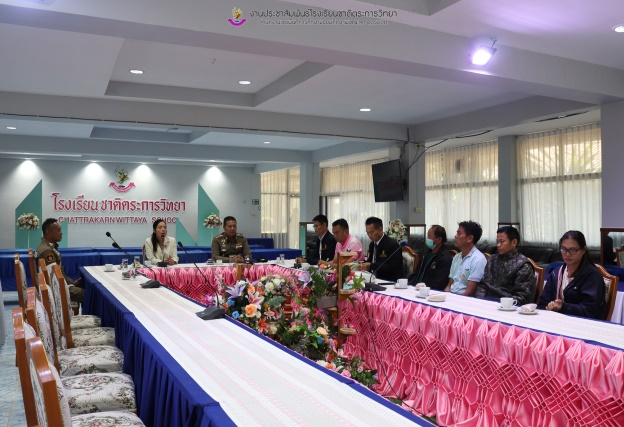 งานประชาสัมพันธ์โรงเรียนชาติตระการวิทยา
โรงเรียนชาติตระการวิทยา
CHATTRAKARNWITTAYA SCHOO